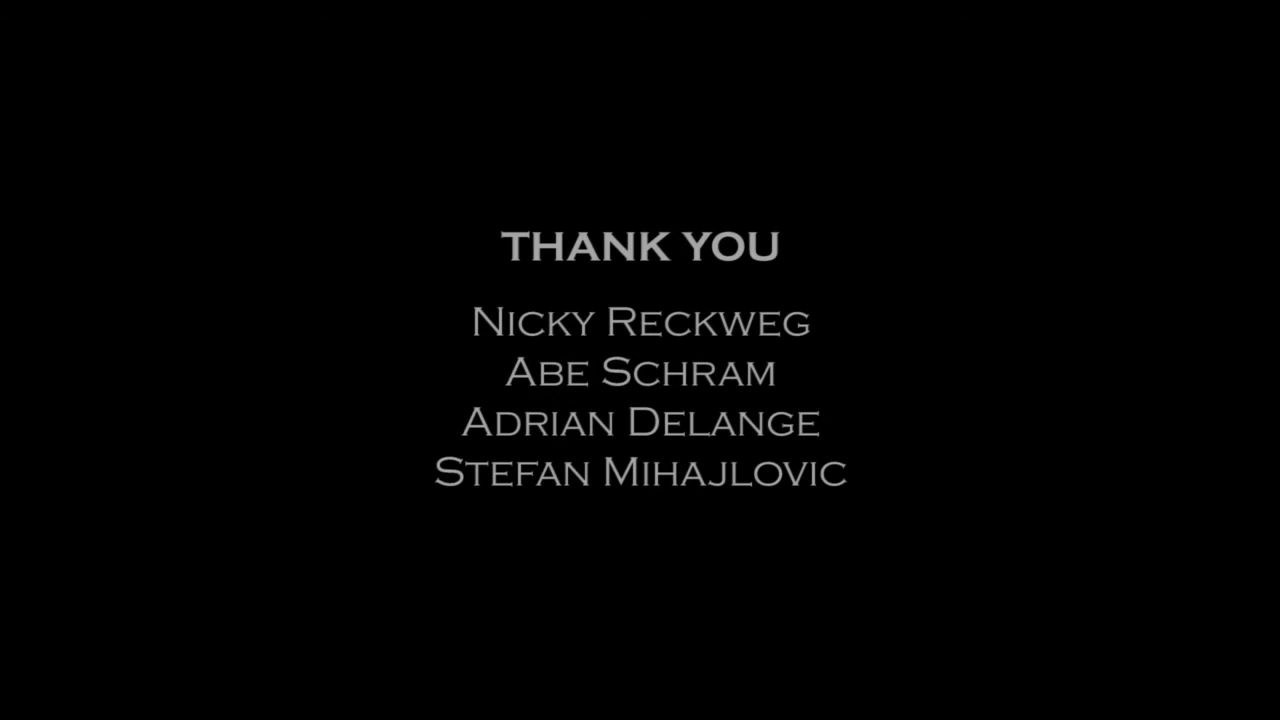 THANK YOU
Nicky Reckweg
Abe Schram
Adrian Delange
Stefan Mihajlovic